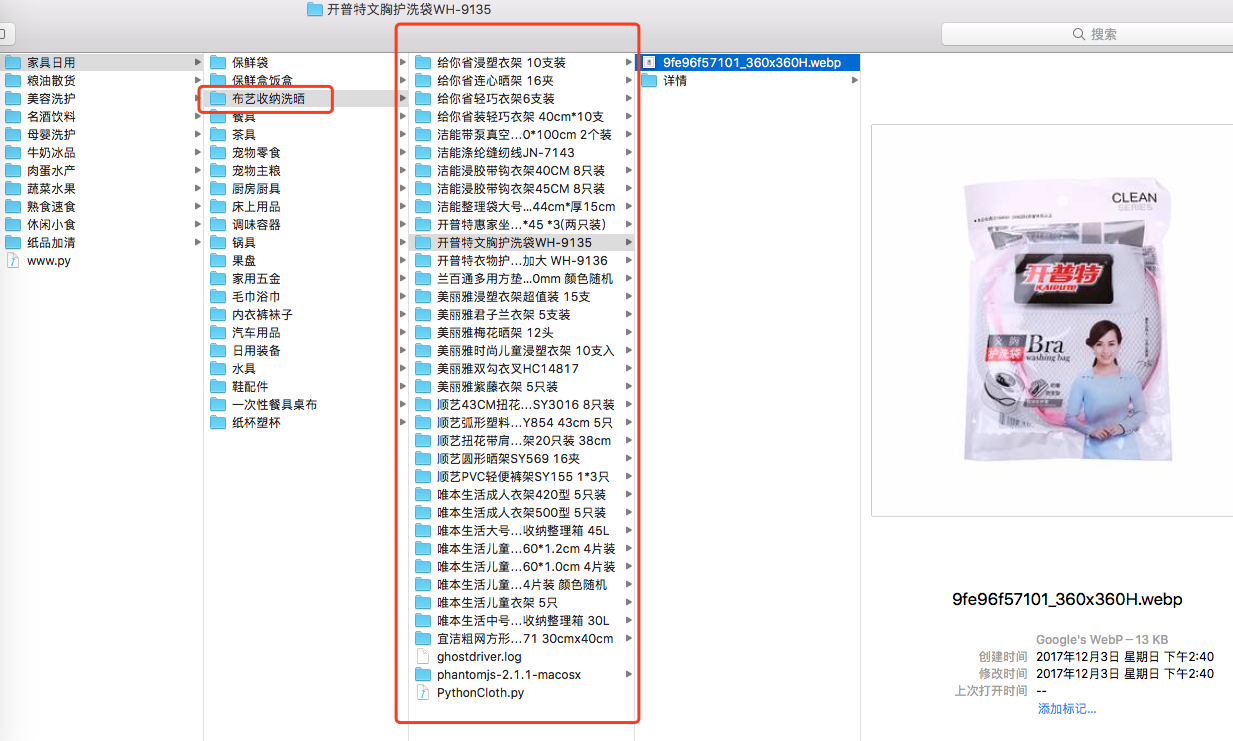 开普特文胸护洗袋WH-9135
搜索
家具日用
粮油散货
美容洗护
名酒饮料
母婴洗护
牛奶冰品
肉蛋水产
蔬菜水果
熟食速食
休闲小食
纸品加清
www.py
保鲜袋
保鲜盒饭盒
布艺收纳洗晒
餐具
茶具
宠物零食
宠物主粮
厨房厨具
床上用品
调味容器
锅具
果盘
家用五金
毛巾浴巾
内衣裤袜子
汽车用品
日用装备
水具
鞋配件
一次性餐具桌布
纸杯塑杯
给你省浸塑衣架 10支装
给你省连心晒架 16夹
给你省轻巧衣架6支装
给你省装轻巧衣架 40cm*10支
洁能带泵真空...0*100cm 2个装
洁能涤纶缝纫线JN-7143
洁能浸胶带钩衣架40CM 8只装
洁能浸胶带钩衣架45CM 8只装
洁能整理袋大号...44cm*厚15cm
开普特惠家坐...*45 *3(两只装)
开普特文胸护洗袋WH-9135
开普特衣物护...加大 WH-9136
兰百通多用方垫...0mm 颜色随机
美丽雅浸塑衣架超值装 15支
美丽雅君子兰衣架 5支装
美丽雅梅花晒架 12头
美丽雅时尚儿童浸塑衣架 10支入
美丽雅双勾衣叉HC14817
美丽雅紫藤衣架 5只装
顺艺43CM扭花...SY3016 8只装
顺艺弧形塑料...Y854 43cm 5只
顺艺扭花带肩...架20只装 38cm
顺艺圆形晒架SY569 16夹
顺艺PVC轻便裤架SY155 1*3只
唯本生活成人衣架420型 5只装
唯本生活成人衣架500型 5只装
唯本生活大号...收纳整理箱 45L
唯本生活儿童...60*1.2cm 4片装
唯本生活儿童...60*1.0cm 4片装
唯本生活儿童...4片装 颜色随机
唯本生活儿童衣架 5只
唯本生活中号...收纳整理箱 30L
宜洁粗网方形...71 30cmx40cm
ghostdriver.log
phantomjs-2.1.1-macosx
PythonCloth.py
9fe96f57101_360x360H.webp
详情
CLEAN
SERIES
开普特
KAIPUTE
文胸
护洗袋
Bra
washing bag
9fe96f57101_360x360H.webp
Google's WebP – 13 KB
创建时间 2017年12月3日 星期日 下午2:40
修改时间 2017年12月3日 星期日 下午2:40
上次打开时间 --
添加标记...